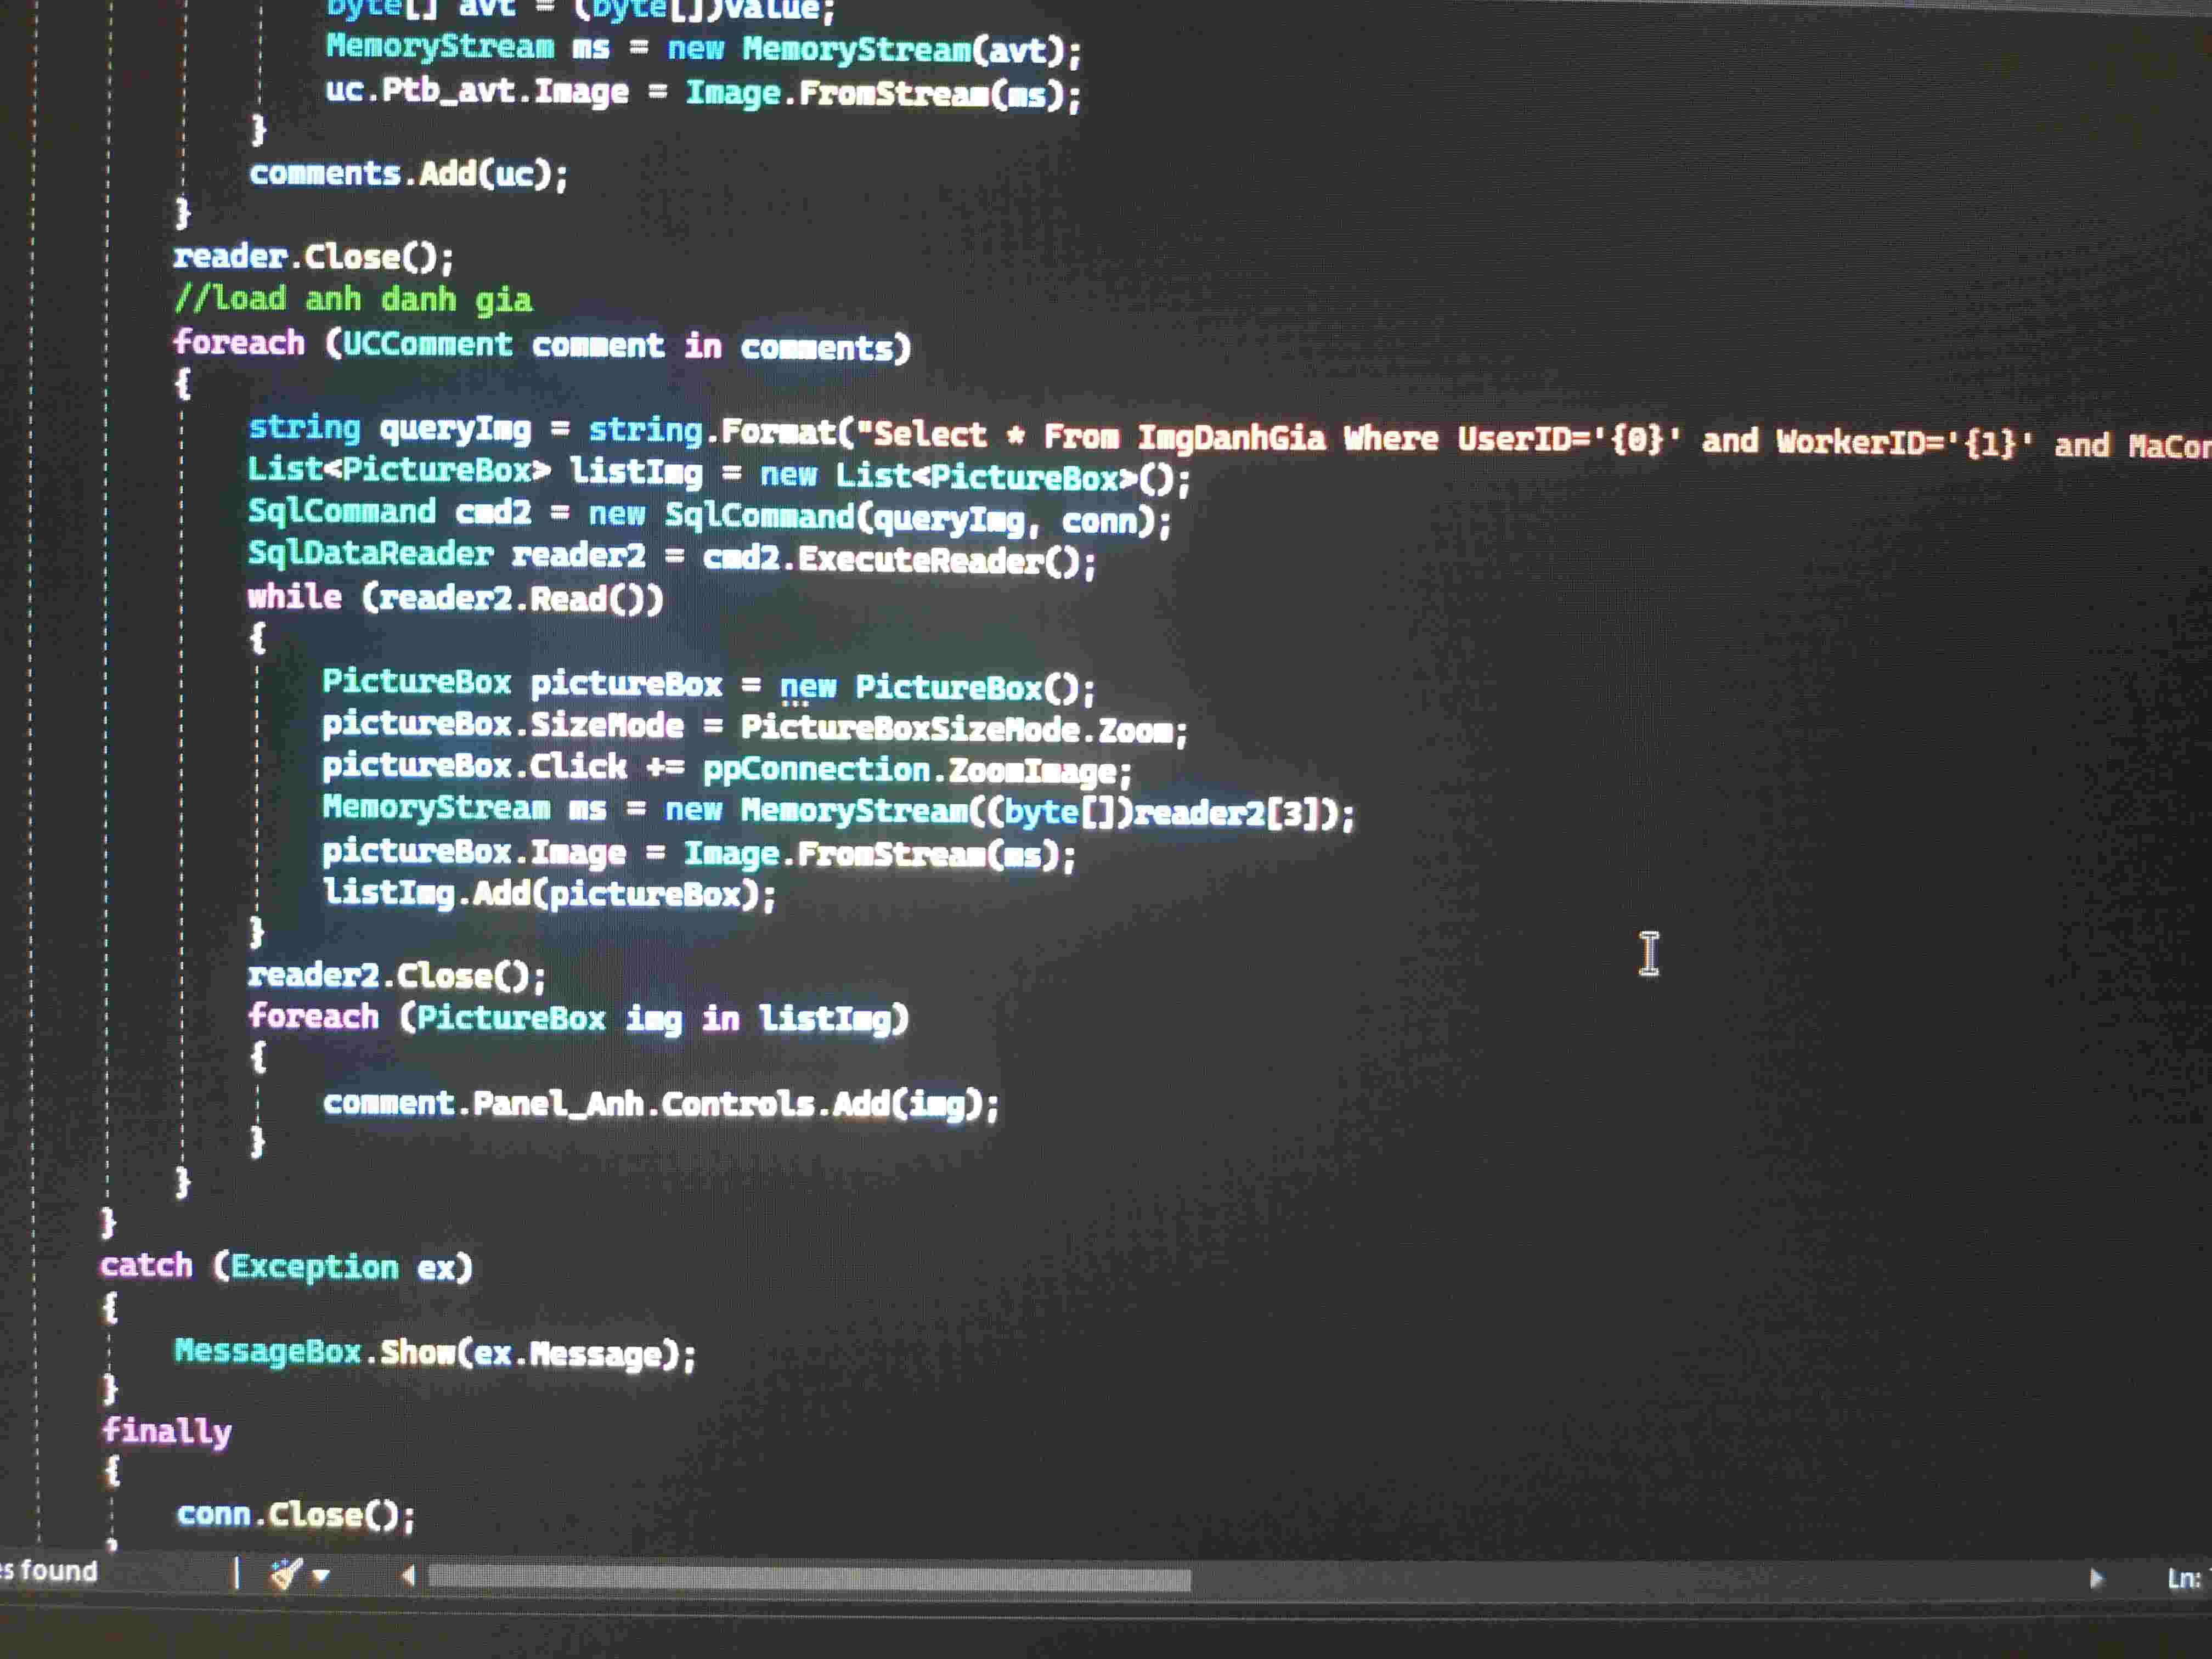 byte[] avt = (byte[])value;
MemoryStream ms = new MemoryStream(avt);
uc.Ptb_avt.Image = Image.FromStream(ms);
}
comments.Add(uc);
}
reader.Close();
//load anh danh gia
foreach (UCComment comment in comments)
{
string queryImg = string.Format("Select * From ImgDanhGia Where UserID='{0}' and WorkerID='{1}' and MaCon
List<PictureBox> listImg = new List<PictureBox>();
SqlCommand cmd2 = new SqlCommand(queryImg, conn);
SqlDataReader reader2 = cmd2.ExecuteReader();
while (reader2.Read())
{
PictureBox pictureBox = new PictureBox();
pictureBox.SizeMode = PictureBoxSizeMode.Zoom;
pictureBox.Click += ppConnection.ZoomImage;
MemoryStream ms = new MemoryStream((byte[])reader2[3]);
pictureBox.Image = Image.FromStream(ms);
listImg.Add(pictureBox);
}
reader2.Close();
foreach (PictureBox img in listImg)
{
comment.Panel_Anh.Controls.Add(img);
}
}
}
catch (Exception ex)
{
MessageBox.Show(ex.Message);
}
finally
{
conn.Close();
es found
Ln: